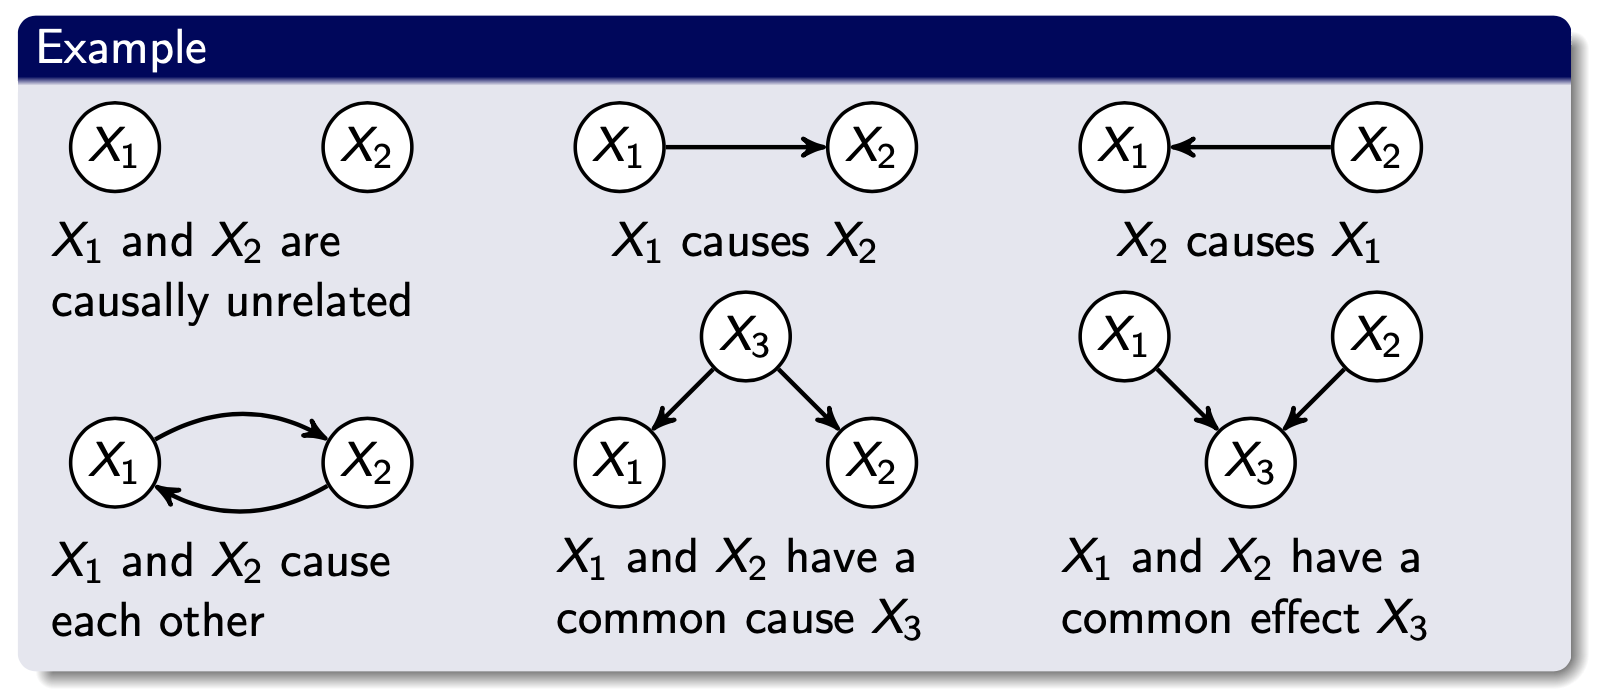 Example
X₁ X₂
X₁ and X₂ are
causally unrelated
X₁ X₂
X₁ causes X₂
X₁ X₂
X₂ causes X₁
X₁ X₂
X₁ and X₂ cause
each other
X₃
X₁ X₂
X₁ and X₂ have a
common cause X₃
X₁ X₂
X₃
X₁ and X₂ have a
common effect X₃